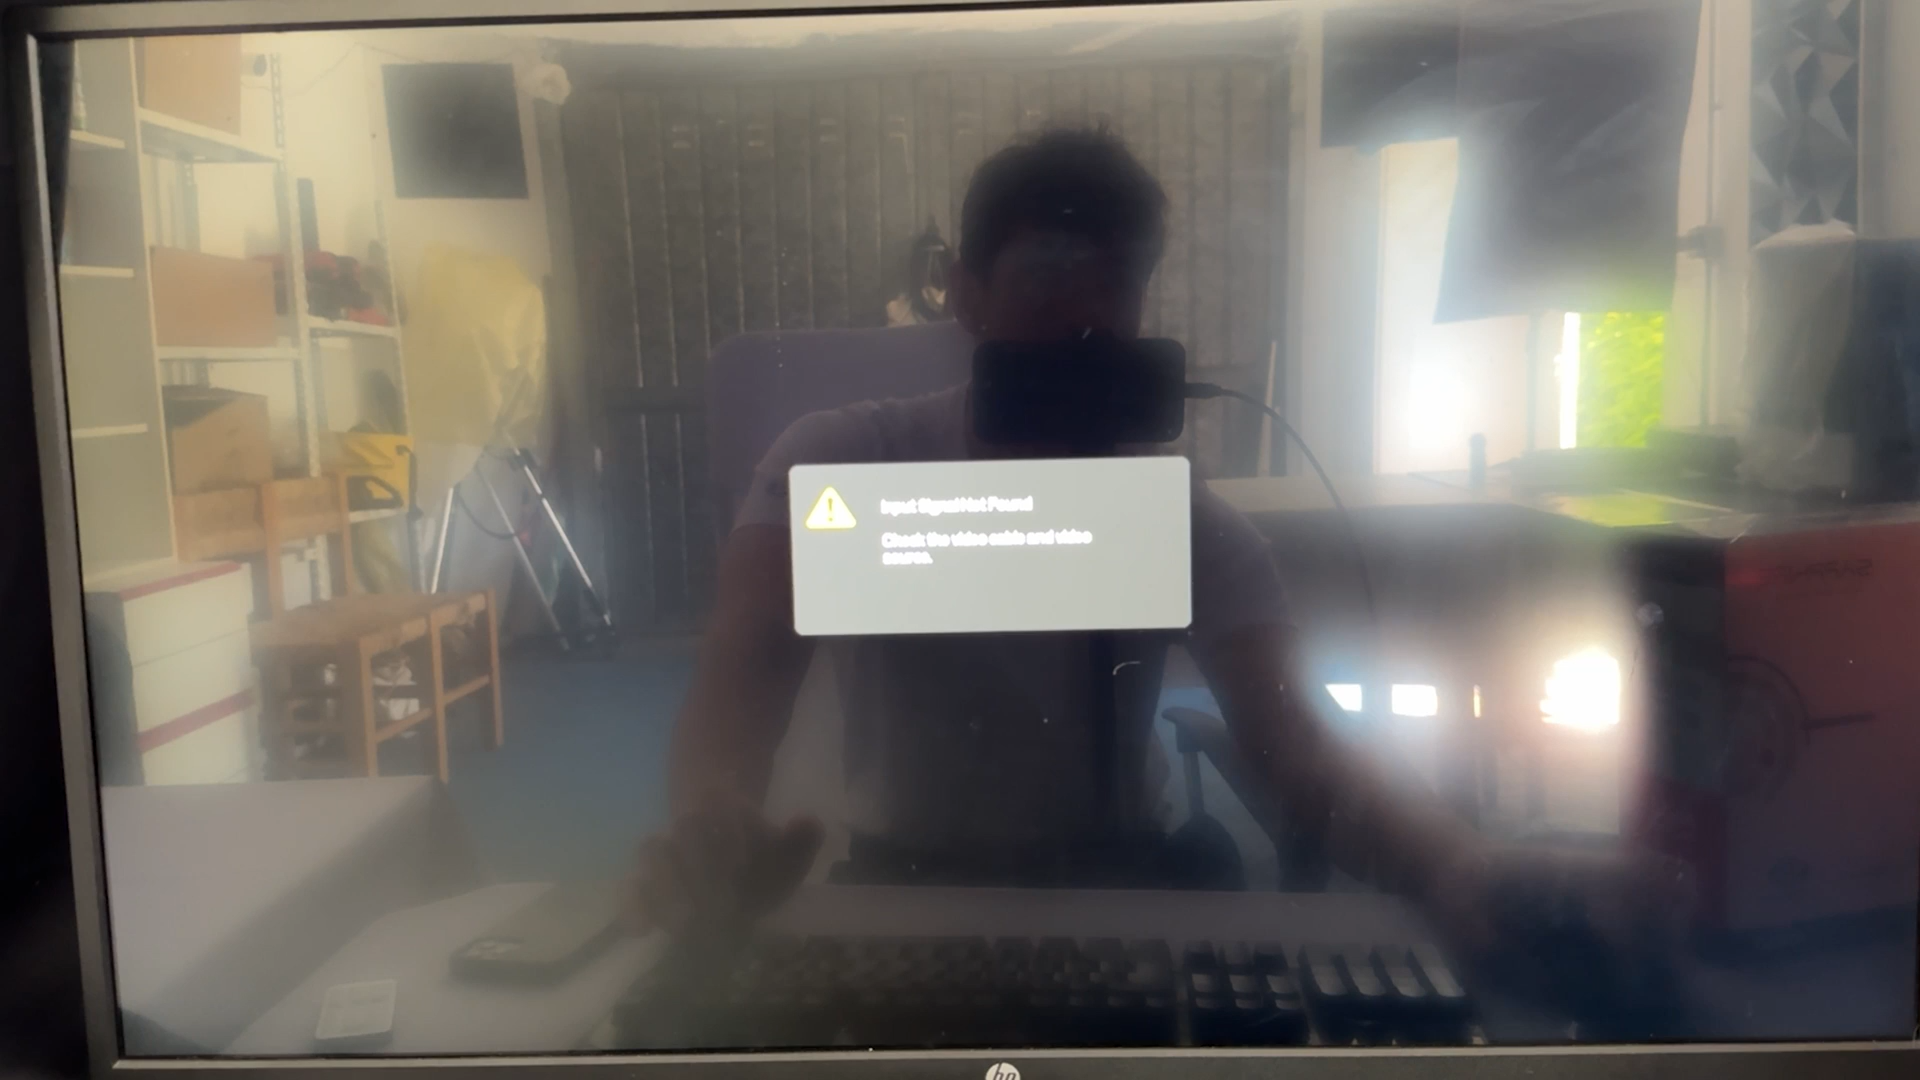 Input Signal Not Found
Check the video cable and video
source.
hp